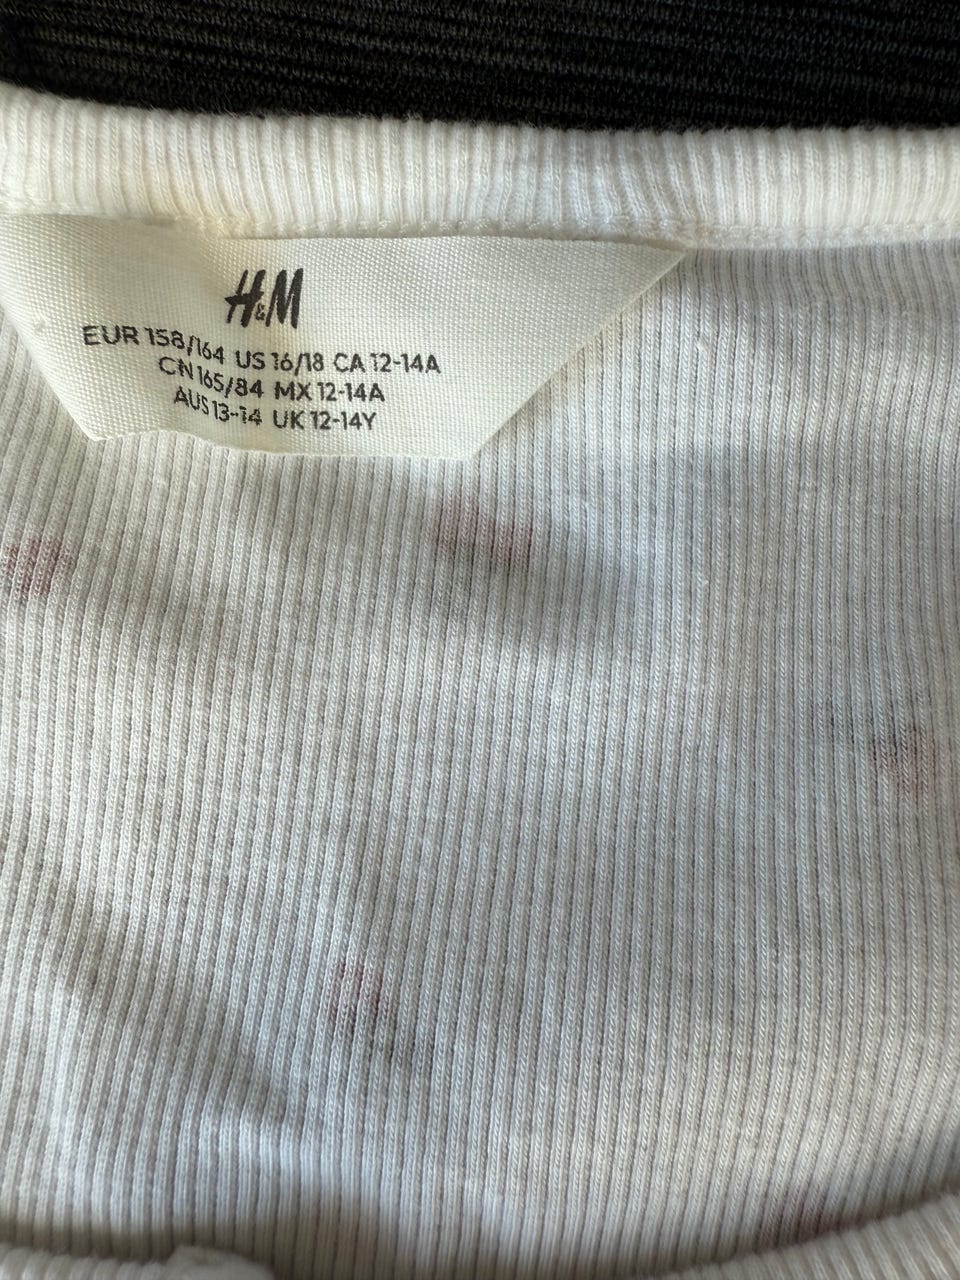 H&M
EUR 158/164 US 16/18 CA 12-14A
CN 165/84 MX 12-14A
AUS 13-14 UK 12-14Y